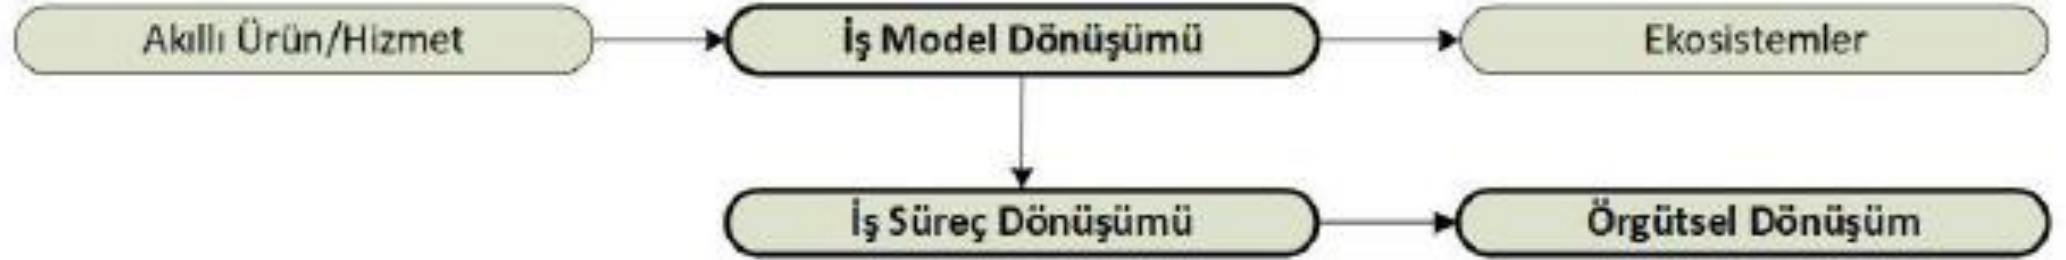 Akıllı Ürün/Hizmet
İş Model Dönüşümü
Ekosistemler
İş Süreç Dönüşümü
Örgütsel Dönüşüm